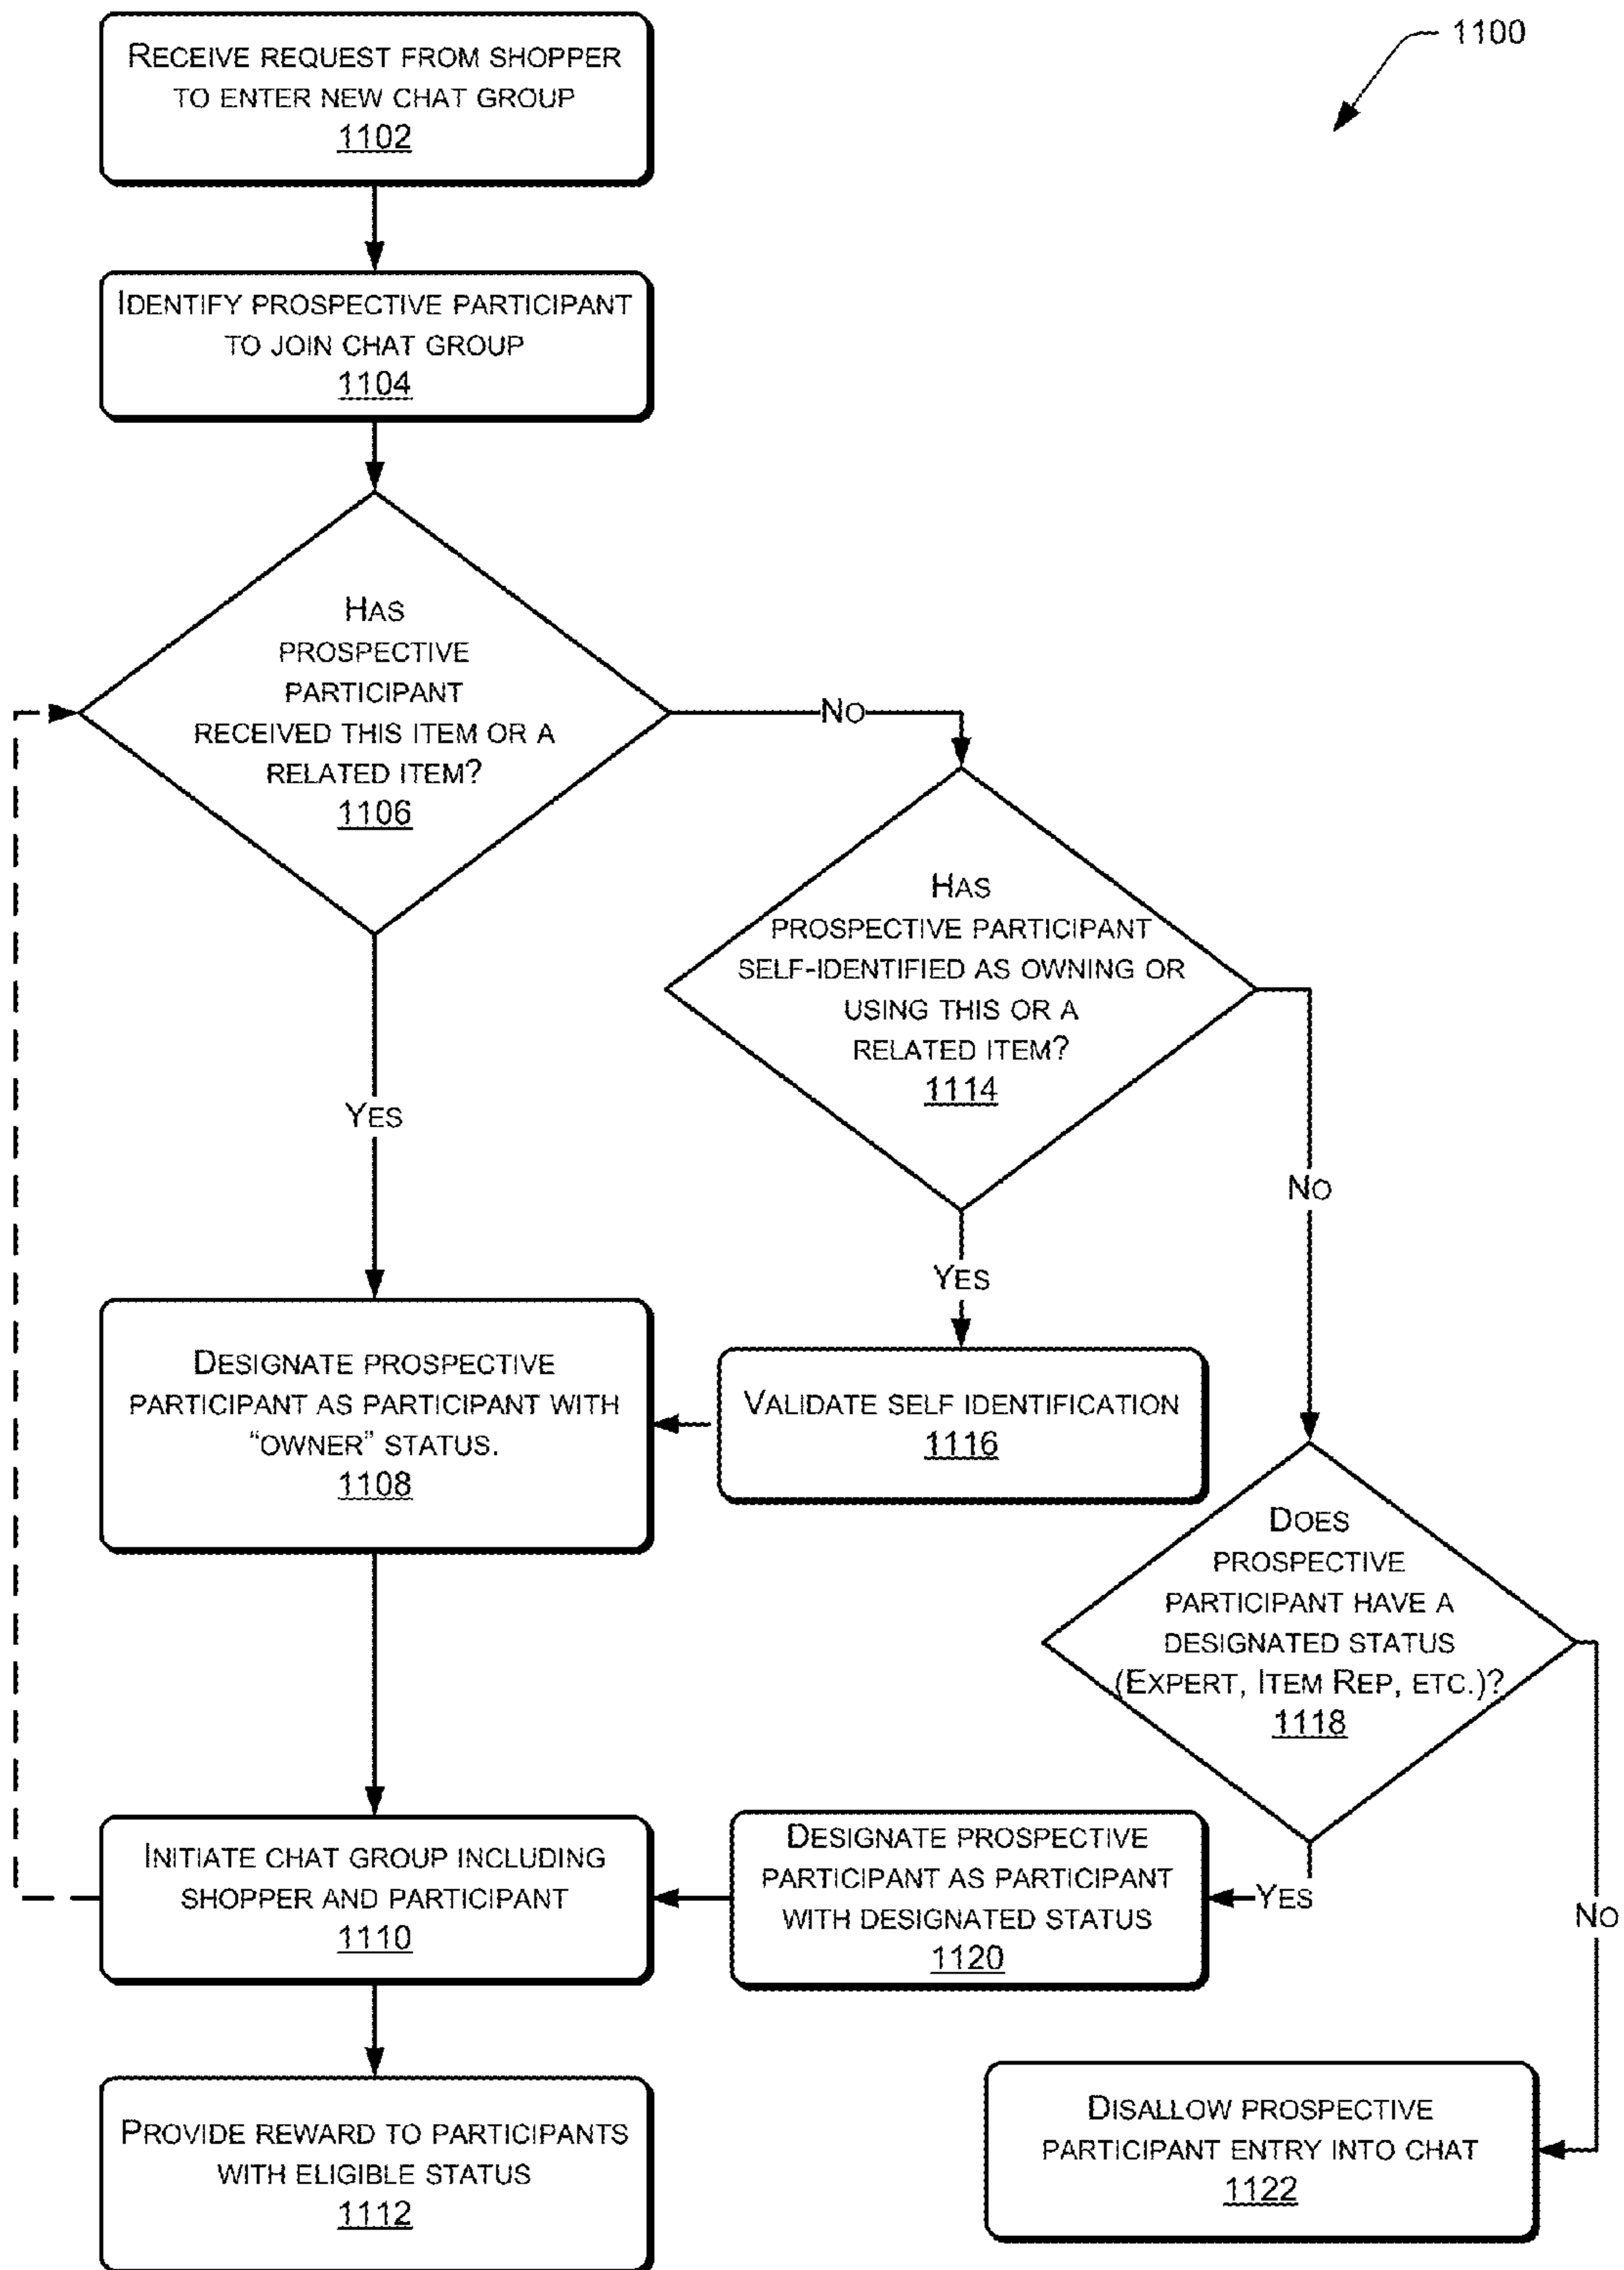 1100
RECEIVE REQUEST FROM SHOPPER
TO ENTER NEW CHAT GROUP
1102
IDENTIFY PROSPECTIVE PARTICIPANT
TO JOIN CHAT GROUP
1104
HAS
PROSPECTIVE
PARTICIPANT
RECEIVED THIS ITEM OR A
RELATED ITEM?
1106
NO
YES
HAS
PROSPECTIVE PARTICIPANT
SELF-IDENTIFIED AS OWNING OR
USING THIS OR A
RELATED ITEM?
1114
NO
YES
DESIGNATE PROSPECTIVE
PARTICIPANT AS PARTICIPANT WITH
“OWNER” STATUS.
1108
VALIDATE SELF IDENTIFICATION
1116
DOES
PROSPECTIVE
PARTICIPANT HAVE A
DESIGNATED STATUS
(EXPERT, ITEM REP, ETC.)?
1118
YES
NO
INITIATE CHAT GROUP INCLUDING
SHOPPER AND PARTICIPANT
1110
DESIGNATE PROSPECTIVE
PARTICIPANT AS PARTICIPANT
WITH DESIGNATED STATUS
1120
PROVIDE REWARD TO PARTICIPANTS
WITH ELIGIBLE STATUS
1112
DISALLOW PROSPECTIVE
PARTICIPANT ENTRY INTO CHAT
1122